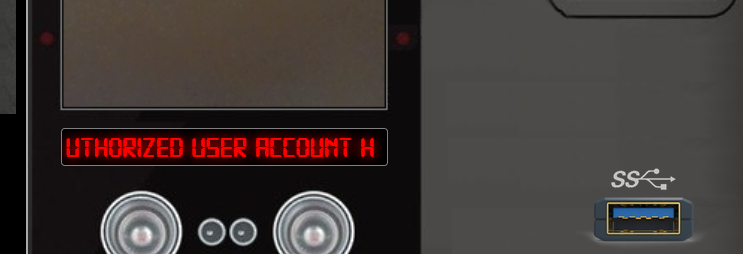 UTHORIZED USER ACCOUNT H
SS